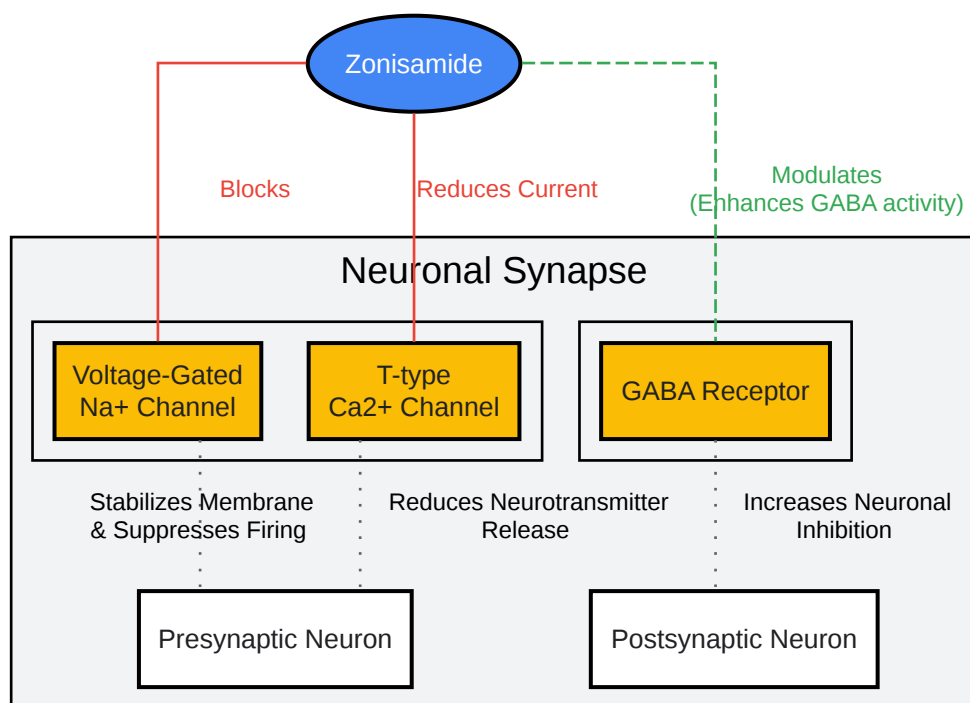 Zonisamide
Blocks
Reduces Current
Modulates
(Enhances GABA activity)
Neuronal Synapse
Voltage-Gated
Na+ Channel
T-type
Ca2+ Channel
GABA Receptor
Stabilizes Membrane
& Suppresses Firing
Reduces Neurotransmitter
Release
Increases Neuronal
Inhibition
Presynaptic Neuron
Postsynaptic Neuron